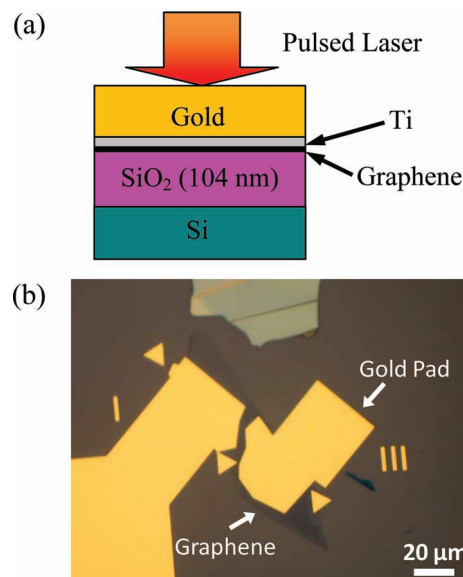 (a)
Pulsed Laser
Gold
Ti
Graphene
SiO₂ (104 nm)
Si
(b)
Gold Pad
Graphene
20 µm